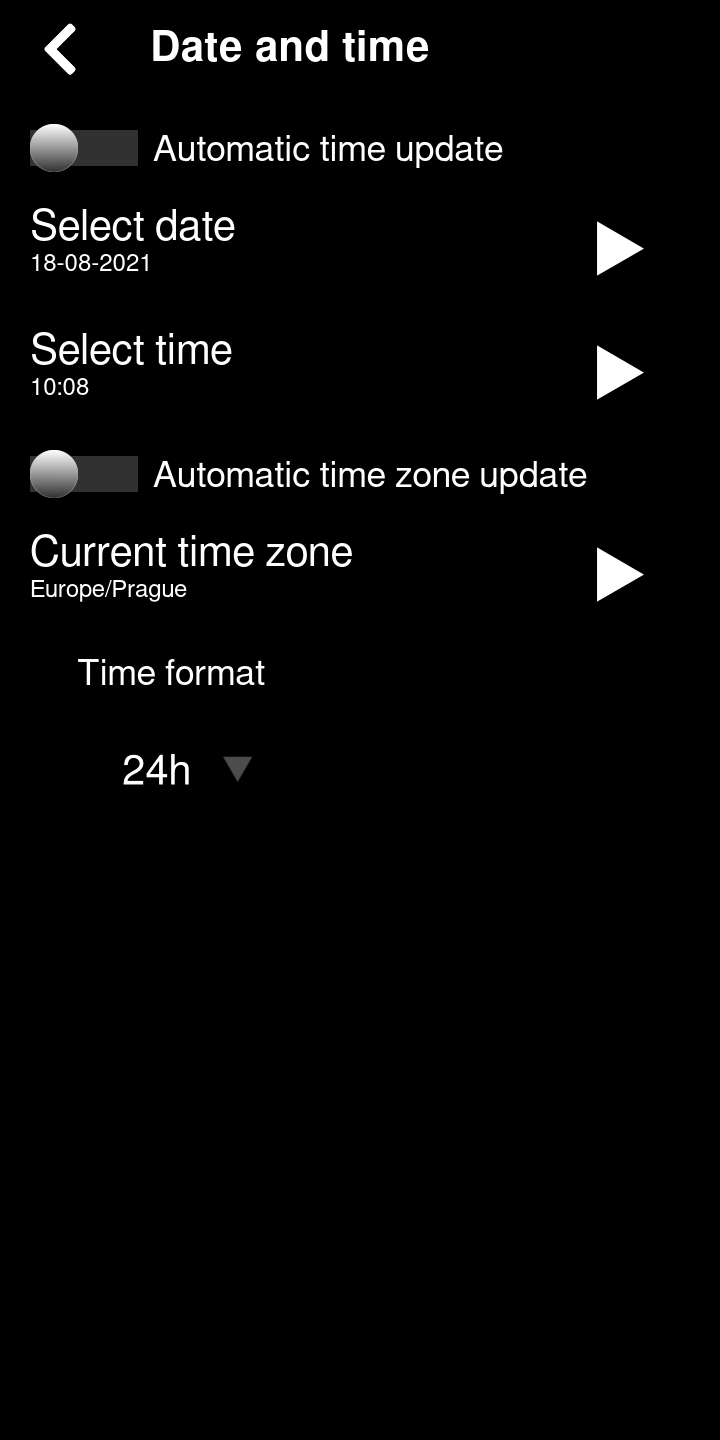 Date and time
Automatic time update
Select date
18-08-2021
Select time
10:08
Automatic time zone update
Current time zone
Europe/Prague
Time format
24h